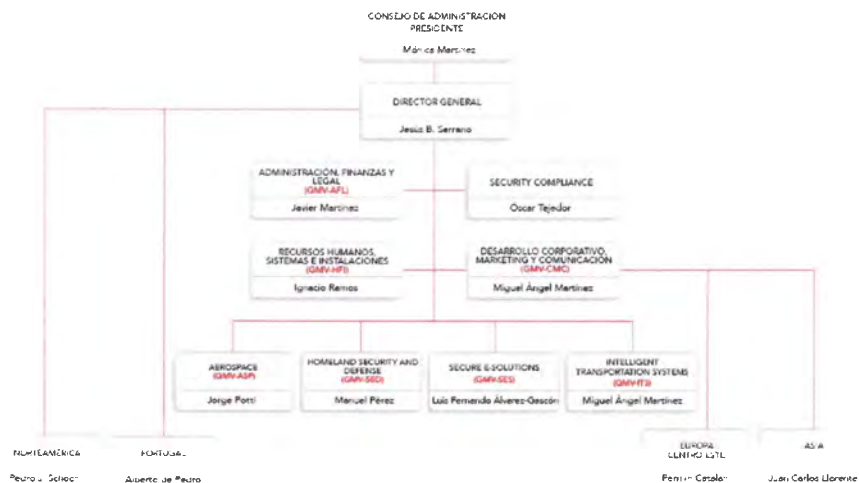 CONSEJO DE ADMINISTRACIÓN
PRESIDENTE
Mónica Martínez
DIRECTOR GENERAL
Jesús B. Serrano
ADMINISTRACIÓN, FINANZAS Y
LEGAL
(GMV-AFL)
Javier Martínez
SECURITY COMPLIANCE
Óscar Tejedor
RECURSOS HUMANOS,
SISTEMAS E INSTALACIONES
(GMV-HFI)
Ignacio Ramos
DESARROLLO CORPORATIVO,
MARKETING Y COMUNICACIÓN
(GMV-CMC)
Miguel Ángel Martínez
AEROSPACE
(GMV-ASP)
Jorge Potti
HOMELAND SECURITY AND
DEFENSE
(GMV-SED)
Manuel Pérez
SECURE E-SOLUTIONS
(GMV-SES)
Luis Fernando Álvarez-Gascón
INTELLIGENT
TRANSPORTATION SYSTEMS
(GMV-ITS)
Miguel Ángel Martínez
NORTEAMÉRICA
Pedro J.
PORTUGAL
Alberto de Pedro
EUROPA
CENTRO ESTE
Fermín Catalán
ASIA
Juan Carlos Llorente